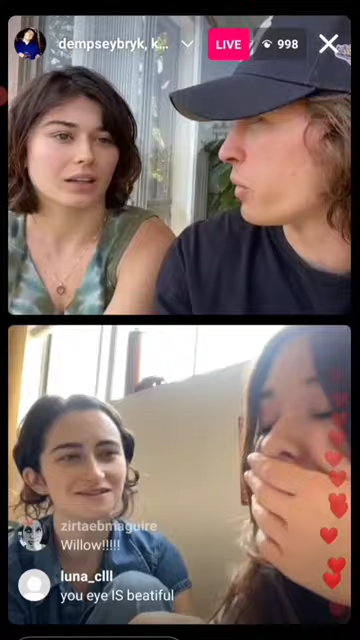 dempseybryk, k...
LIVE
998
zirtaebmaguire
Willow!!!!!
luna_clll
you eye IS beatiful